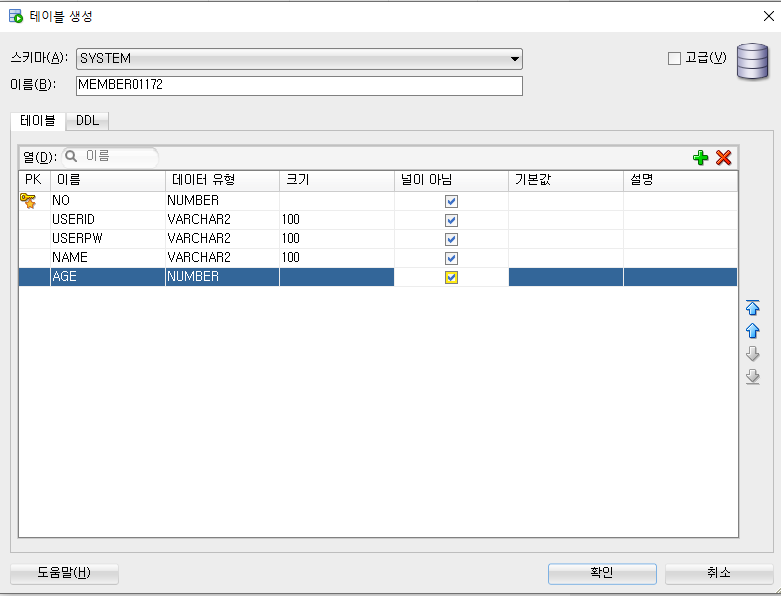 테이블 생성
스키마(A): SYSTEM 고급(V)
이름(B): MEMBER01172
테이블 DDL
열(D): 이름
PK 이름 데이터 유형 크기 널이 아님 기본값 설명
NO NUMBER
USERID VARCHAR2 100
USERPW VARCHAR2 100
NAME VARCHAR2 100
AGE NUMBER
도움말(H) 확인 취소